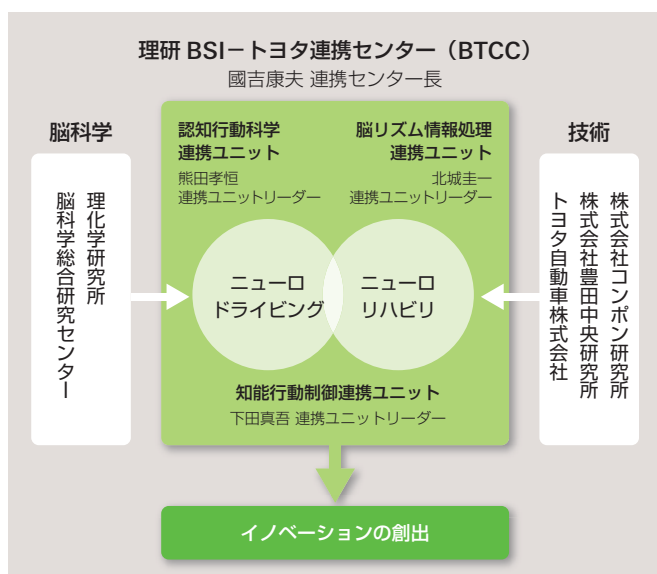 理研 BSI－トヨタ連携センター（BTCC）
國吉康夫 連携センター長
脳科学
理化学研究所
脳科学総合研究センター
認知行動科学
連携ユニット
熊田孝恒
連携ユニットリーダー
脳リズム情報処理
連携ユニット
北城圭一
連携ユニットリーダー
ニューロ
ドライビング
ニューロ
リハビリ
知能行動制御連携ユニット
下田真吾 連携ユニットリーダー
技術
株式会社コンポン研究所
株式会社豊田中央研究所
トヨタ自動車株式会社
イノベーションの創出